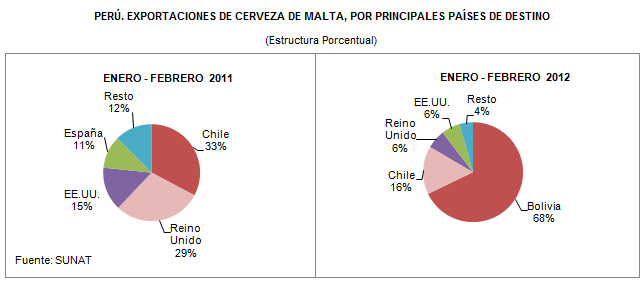 PERÚ. EXPORTACIONES DE CERVEZA DE MALTA, POR PRINCIPALES PAÍSES DE DESTINO
(Estructura Porcentual)
ENERO - FEBRERO 2011
Resto
12%
España
11%
Chile
33%
EE.UU.
15%
Reino
Unido
29%
Fuente: SUNAT
ENERO - FEBRERO 2012
EE.UU.
6%
Resto
4%
Reino
Unido
6%
Chile
16%
Bolivia
68%